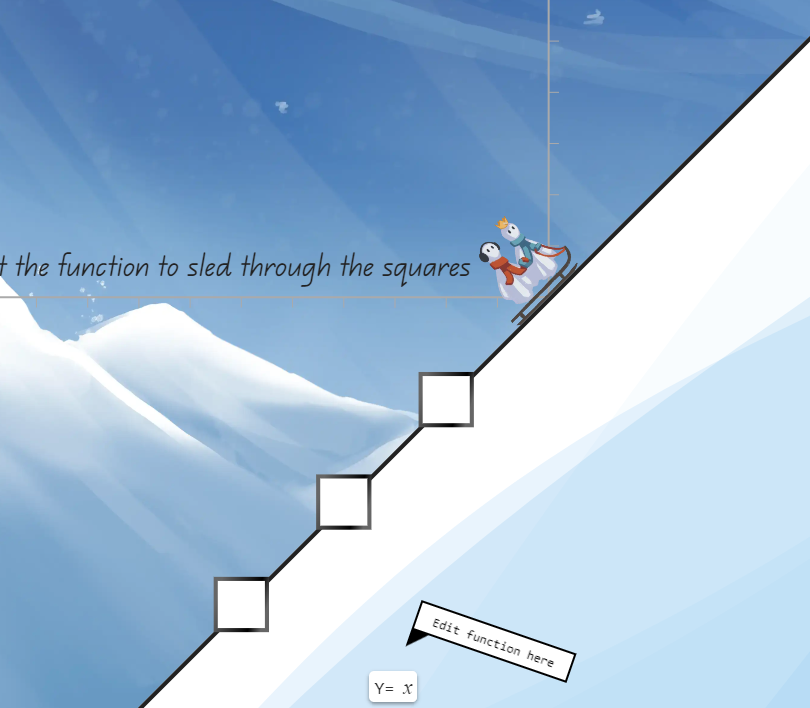 t the function to sled through the squares
Edit function here
Y= x